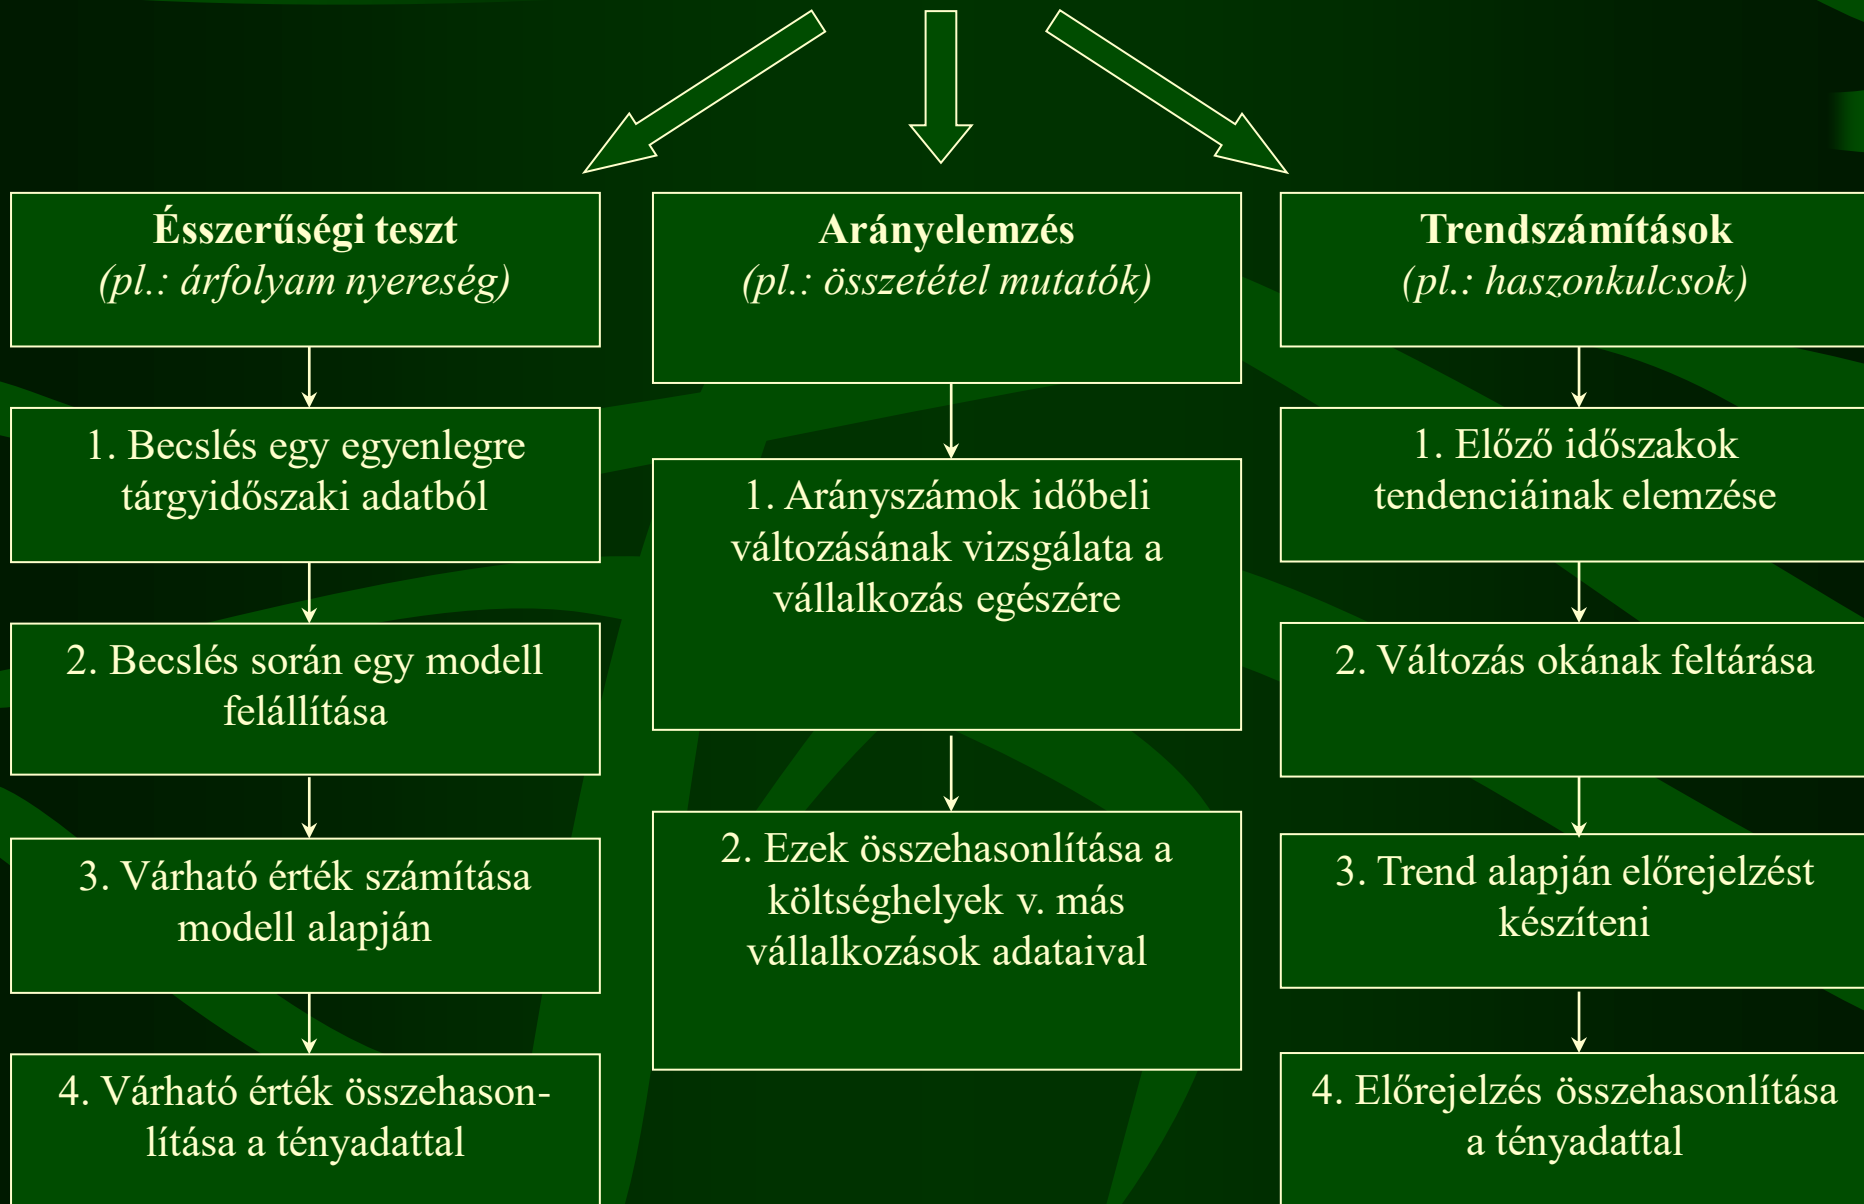 Ésszerűségi teszt
(pl.: árfolyam nyereség)
1. Becslés egy egyenlegre
tárgyidőszaki adatból
2. Becslés során egy modell
felállítása
3. Várható érték számítása
modell alapján
4. Várható érték összehason-
lítása a tényadattal
Arányelemzés
(pl.: összetétel mutatók)
1. Arányszámok időbeli
változásának vizsgálata a
vállalkozás egészére
2. Ezek összehasonlítása a
költséghelyek v. más
vállalkozások adataival
Trendszámítások
(pl.: haszonkulcsok)
1. Előző időszakok
tendenciáinak elemzése
2. Változás okának feltárása
3. Trend alapján előrejelzést
készíteni
4. Előrejelzés összehasonlítása
a tényadattal